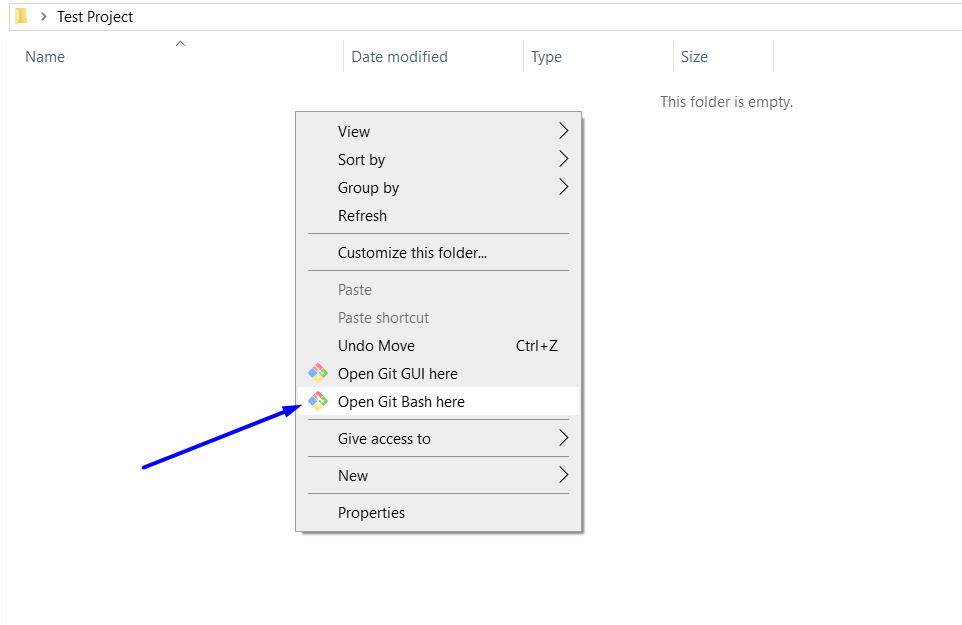 Test Project
Name Date modified Type Size
This folder is empty.
View
Sort by
Group by
Refresh
Customize this folder...
Paste
Paste shortcut
Undo Move Ctrl+Z
Open Git GUI here
Open Git Bash here
Give access to
New
Properties